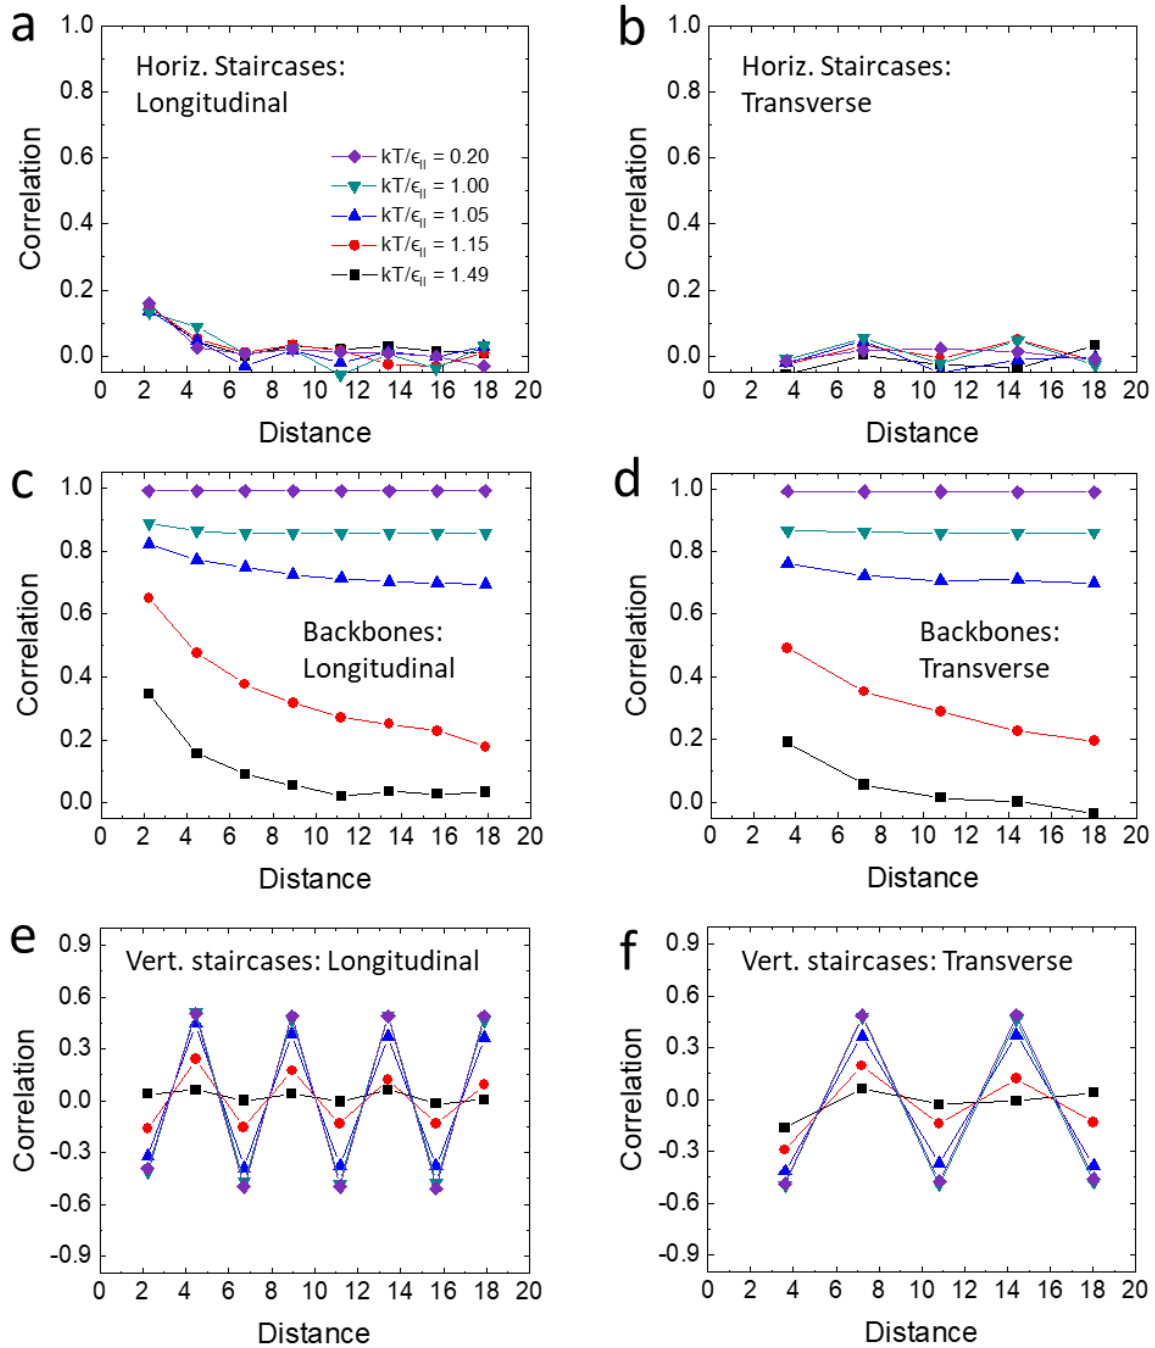 a
1.0
0.8
0.6
0.4
0.2
0.0
Correlation
Horiz. Staircases:
Longitudinal
kT/ϵ|| = 0.20
kT/ϵ|| = 1.00
kT/ϵ|| = 1.05
kT/ϵ|| = 1.15
kT/ϵ|| = 1.49
0 2 4 6 8 10 12 14 16 18 20
Distance
b
1.0
0.8
0.6
0.4
0.2
0.0
Correlation
Horiz. Staircases:
Transverse
0 2 4 6 8 10 12 14 16 18 20
Distance
c
1.0
0.8
0.6
0.4
0.2
0.0
Correlation
Backbones:
Longitudinal
0 2 4 6 8 10 12 14 16 18 20
Distance
d
1.0
0.8
0.6
0.4
0.2
0.0
Correlation
Backbones:
Transverse
0 2 4 6 8 10 12 14 16 18 20
Distance
e
0.9
0.6
0.3
0.0
-0.3
-0.6
-0.9
Correlation
Vert. staircases: Longitudinal
0 2 4 6 8 10 12 14 16 18 20
Distance
f
0.9
0.6
0.3
0.0
-0.3
-0.6
-0.9
Correlation
Vert. staircases: Transverse
0 2 4 6 8 10 12 14 16 18 20
Distance